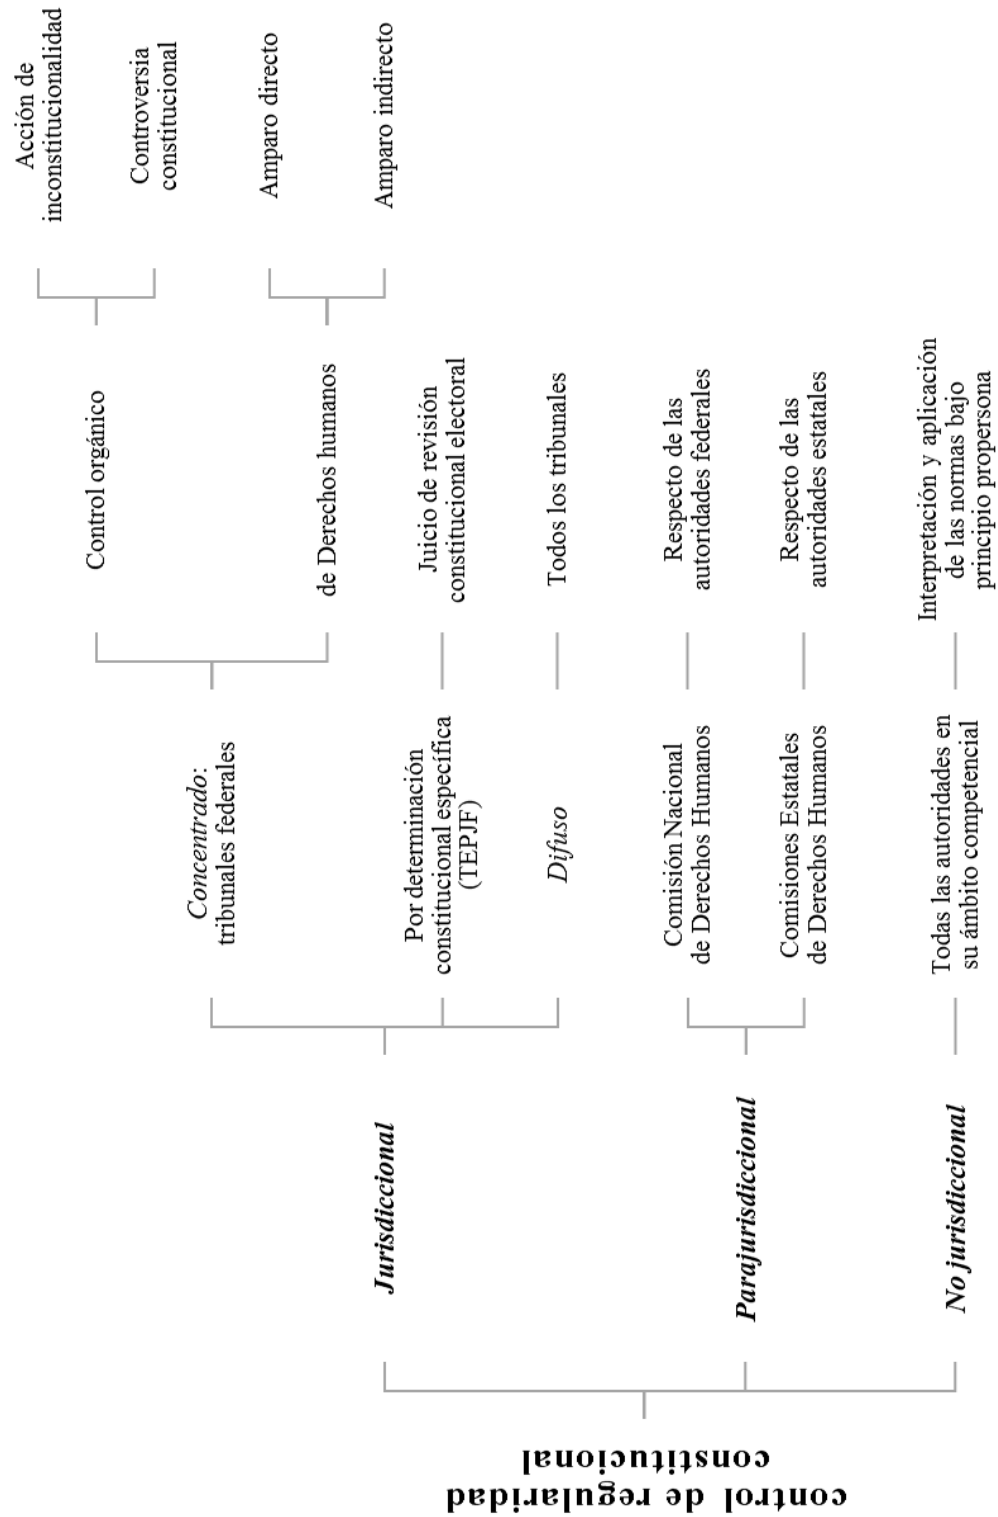 control de regularidad
constitucional
Jurisdiccional
Concentrado:
tribunales federales
Control orgánico
Acción de
inconstitucionalidad
Controversia
constitucional
de Derechos humanos
Amparo directo
Amparo indirecto
Por determinación
constitucional específica
(TEPJF)
Juicio de revisión
constitucional electoral
Difuso
Todos los tribunales
Parajurisdiccional
Comisión Nacional
de Derechos Humanos
Respecto de las
autoridades federales
Comisiones Estatales
de Derechos Humanos
Respecto de las
autoridades estatales
No jurisdiccional
Todas las autoridades en
su ámbito competencial
Interpretación y aplicación
de las normas bajo
principio propersona